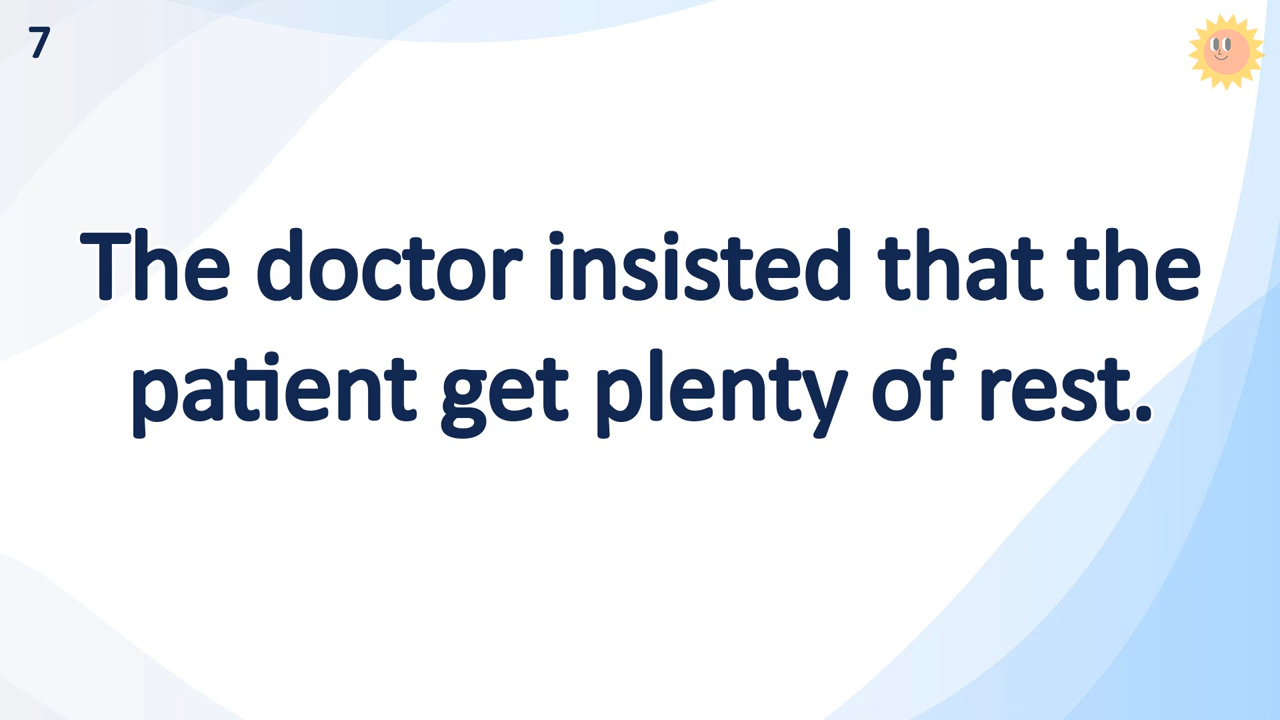 7
The doctor insisted that the
patient get plenty of rest.